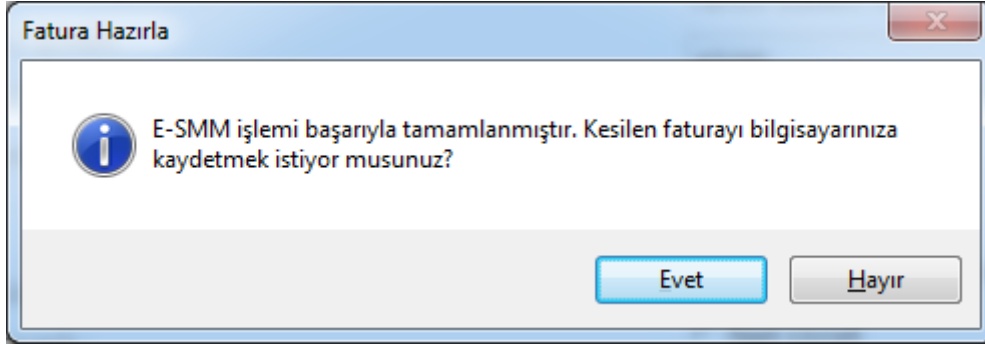 Fatura Hazırla
E-SMM işlemi başarıyla tamamlanmıştır. Kesilen faturayı bilgisayarınıza
kaydetmek istiyor musunuz?
Evet
Hayır